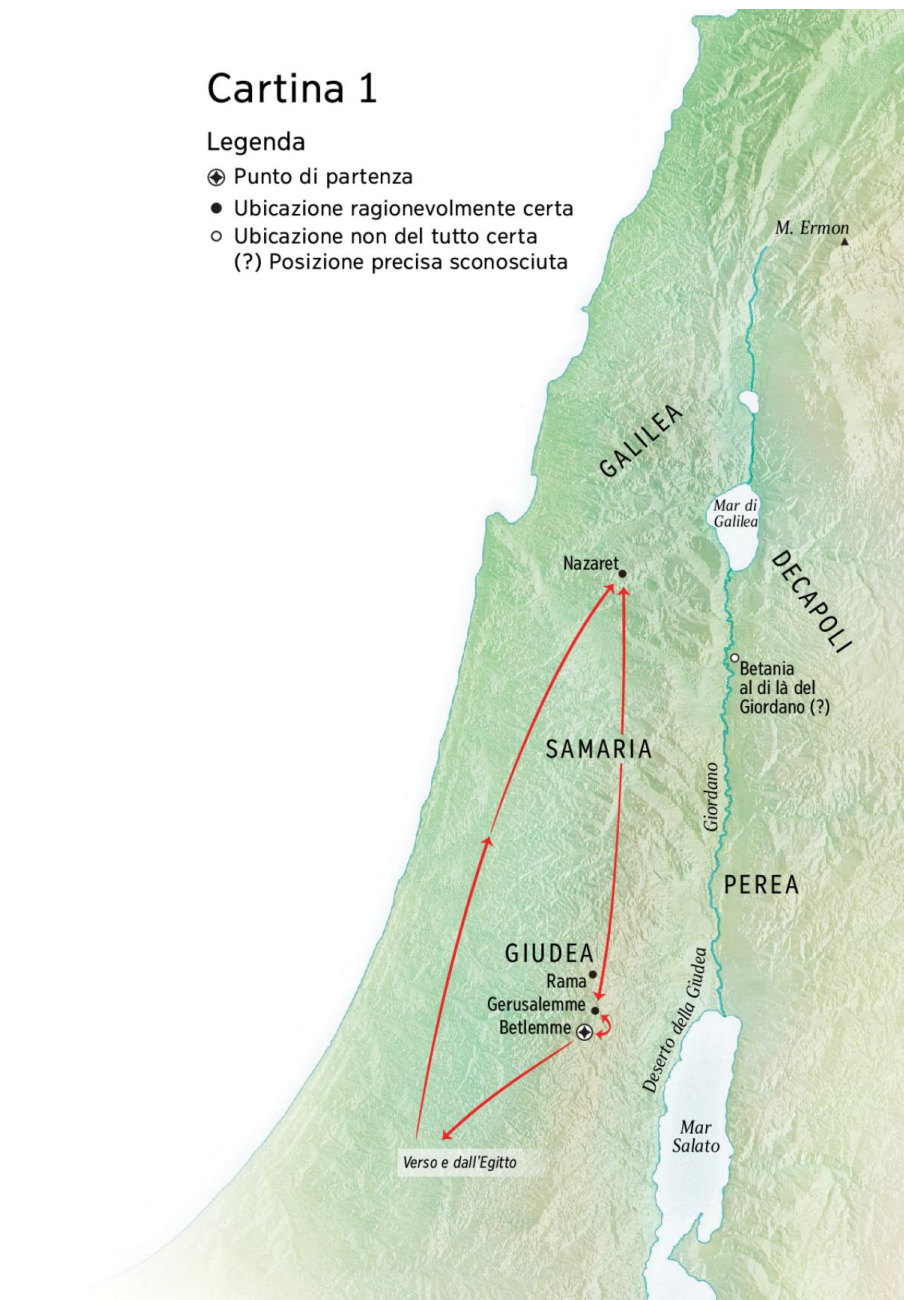 Cartina 1
Legenda
Punto di partenza
Ubicazione ragionevolmente certa
Ubicazione non del tutto certa
(?) Posizione precisa sconosciuta
M. Ermon
GALILEA
Mar di
Galilea
Nazaret
DECAPOLI
Betania
al di là del
Giordano (?)
SAMARIA
Giordano
PEREA
GIUDEA
Rama
Gerusalemme
Betlemme
Deserto della Giudea
Mar
Salato
Verso e dall'Egitto